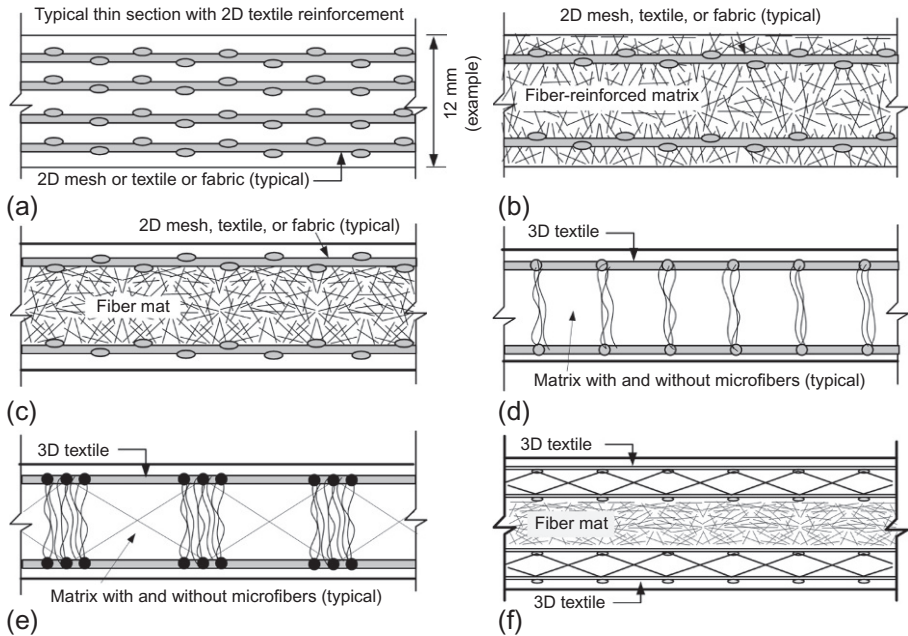 Typical thin section with 2D textile reinforcement
12 mm
(example)
2D mesh or textile or fabric (typical)
(a)
2D mesh, textile, or fabric (typical)
Fiber-reinforced matrix
(b)
2D mesh, textile, or fabric (typical)
Fiber mat
(c)
3D textile
Matrix with and without microfibers (typical)
(d)
3D textile
Matrix with and without microfibers (typical)
(e)
3D textile
Fiber mat
3D textile
(f)